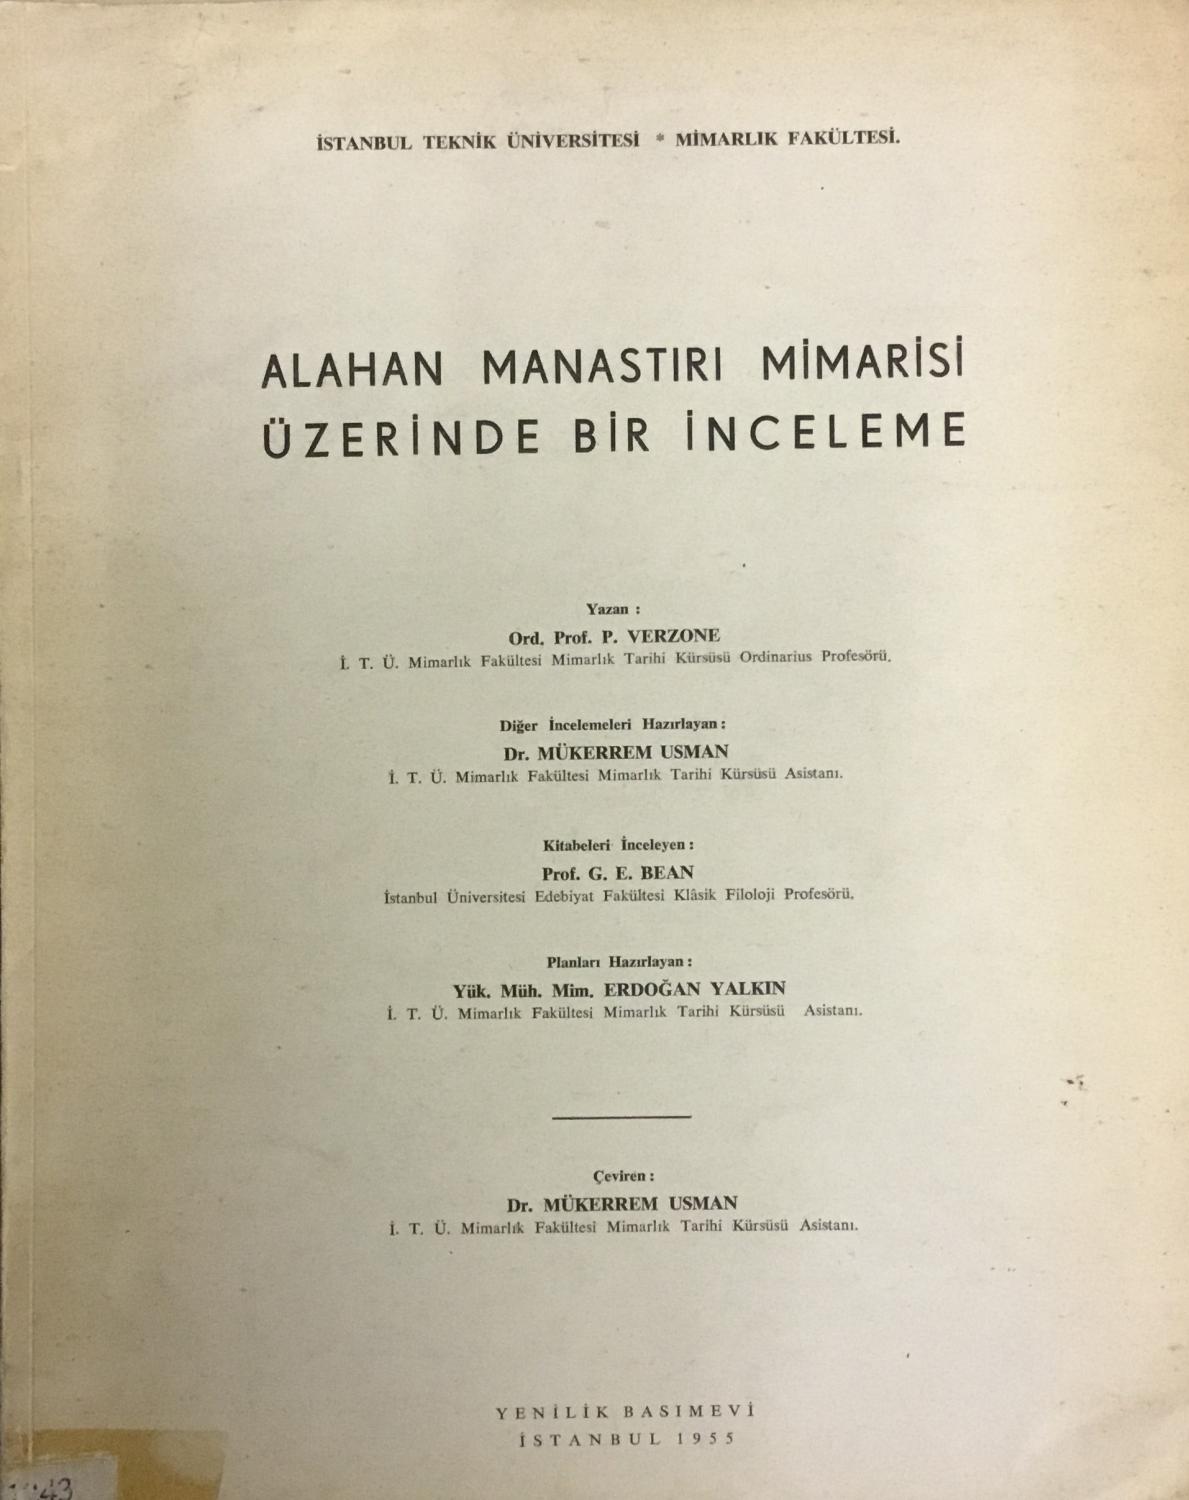 İSTANBUL TEKNİK ÜNİVERSİTESİ * MİMARLIK FAKÜLTESİ.
ALAHAN MANASTIRI MİMARİSİ
ÜZERİNDE BİR İNCELEME
Yazan :
Ord. Prof. P. VERZONE
İ. T. Ü. Mimarlık Fakültesi Mimarlık Tarihi Kürsüsü Ordinarius Profesörü.
Diğer İncelemeleri Hazırlayan :
Dr. MÜKERREM USMAN
İ. T. Ü. Mimarlık Fakültesi Mimarlık Tarihi Kürsüsü Asistanı.
Kitabeleri İnceleyen :
Prof. G. E. BEAN
İstanbul Üniversitesi Edebiyat Fakültesi Klâsik Filoloji Profesörü.
Planları Hazırlayan :
Yük. Müh. Mim. ERDOĞAN YALKIN
İ. T. Ü. Mimarlık Fakültesi Mimarlık Tarihi Kürsüsü Asistanı.
Çeviren :
Dr. MÜKERREM USMAN
İ. T. Ü. Mimarlık Fakültesi Mimarlık Tarihi Kürsüsü Asistanı.
YENİLİK BASIMEVİ
İSTANBUL 1955